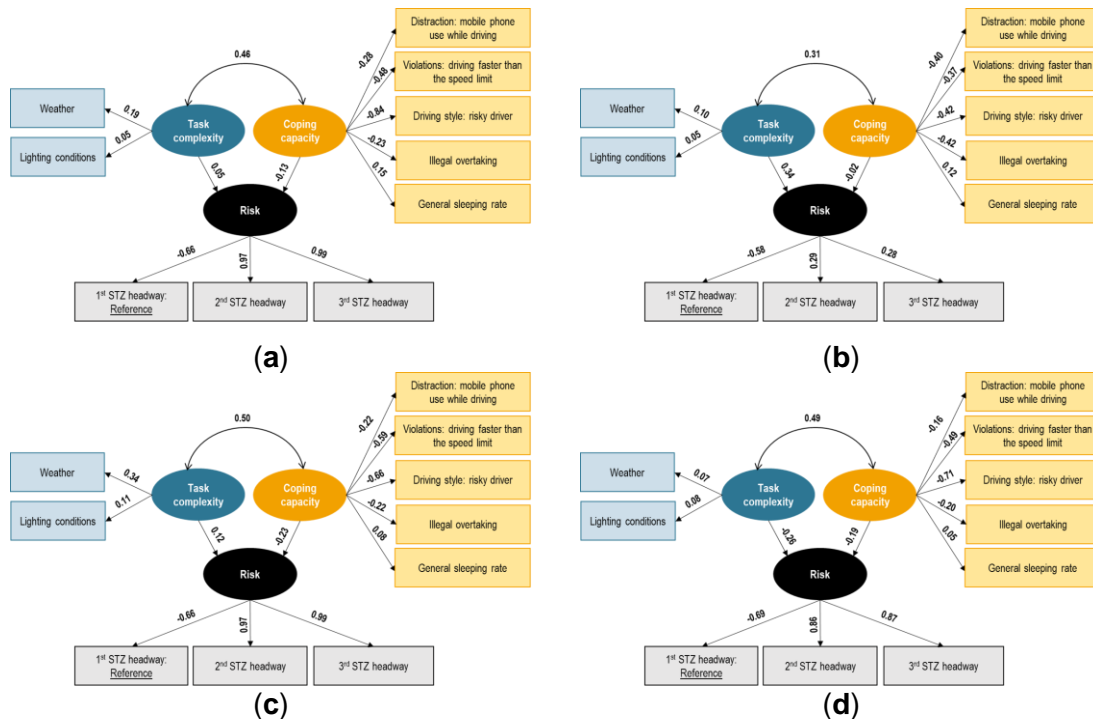 0.46
-0.28
Distraction: mobile phone
use while driving
-0.48
Violations: driving faster than
the speed limit
Weather
0.19
Task
complexity
Coping
capacity
-0.84
Driving style: risky driver
Lighting conditions
0.05
-0.23
Illegal overtaking
0.15
General sleeping rate
0.05
-0.13
Risk
-0.66
0.97
0.99
1st STZ headway:
Reference
2nd STZ headway
3rd STZ headway
(a)
0.31
-0.40
Distraction: mobile phone
use while driving
-0.37
Violations: driving faster than
the speed limit
Weather
0.10
Task
complexity
Coping
capacity
-0.42
Driving style: risky driver
Lighting conditions
0.05
-0.42
Illegal overtaking
0.12
General sleeping rate
0.34
-0.02
Risk
-0.58
0.29
0.28
1st STZ headway:
Reference
2nd STZ headway
3rd STZ headway
(b)
0.50
-0.22
Distraction: mobile phone
use while driving
-0.59
Violations: driving faster than
the speed limit
Weather
0.34
Task
complexity
Coping
capacity
-0.66
Driving style: risky driver
Lighting conditions
0.11
-0.22
Illegal overtaking
0.08
General sleeping rate
0.12
-0.23
Risk
-0.66
0.97
0.99
1st STZ headway:
Reference
2nd STZ headway
3rd STZ headway
(c)
0.49
-0.16
Distraction: mobile phone
use while driving
-0.49
Violations: driving faster than
the speed limit
Weather
0.07
Task
complexity
Coping
capacity
-0.71
Driving style: risky driver
Lighting conditions
0.08
-0.20
Illegal overtaking
0.05
General sleeping rate
-0.26
-0.19
Risk
-0.69
0.86
0.87
1st STZ headway:
Reference
2nd STZ headway
3rd STZ headway
(d)